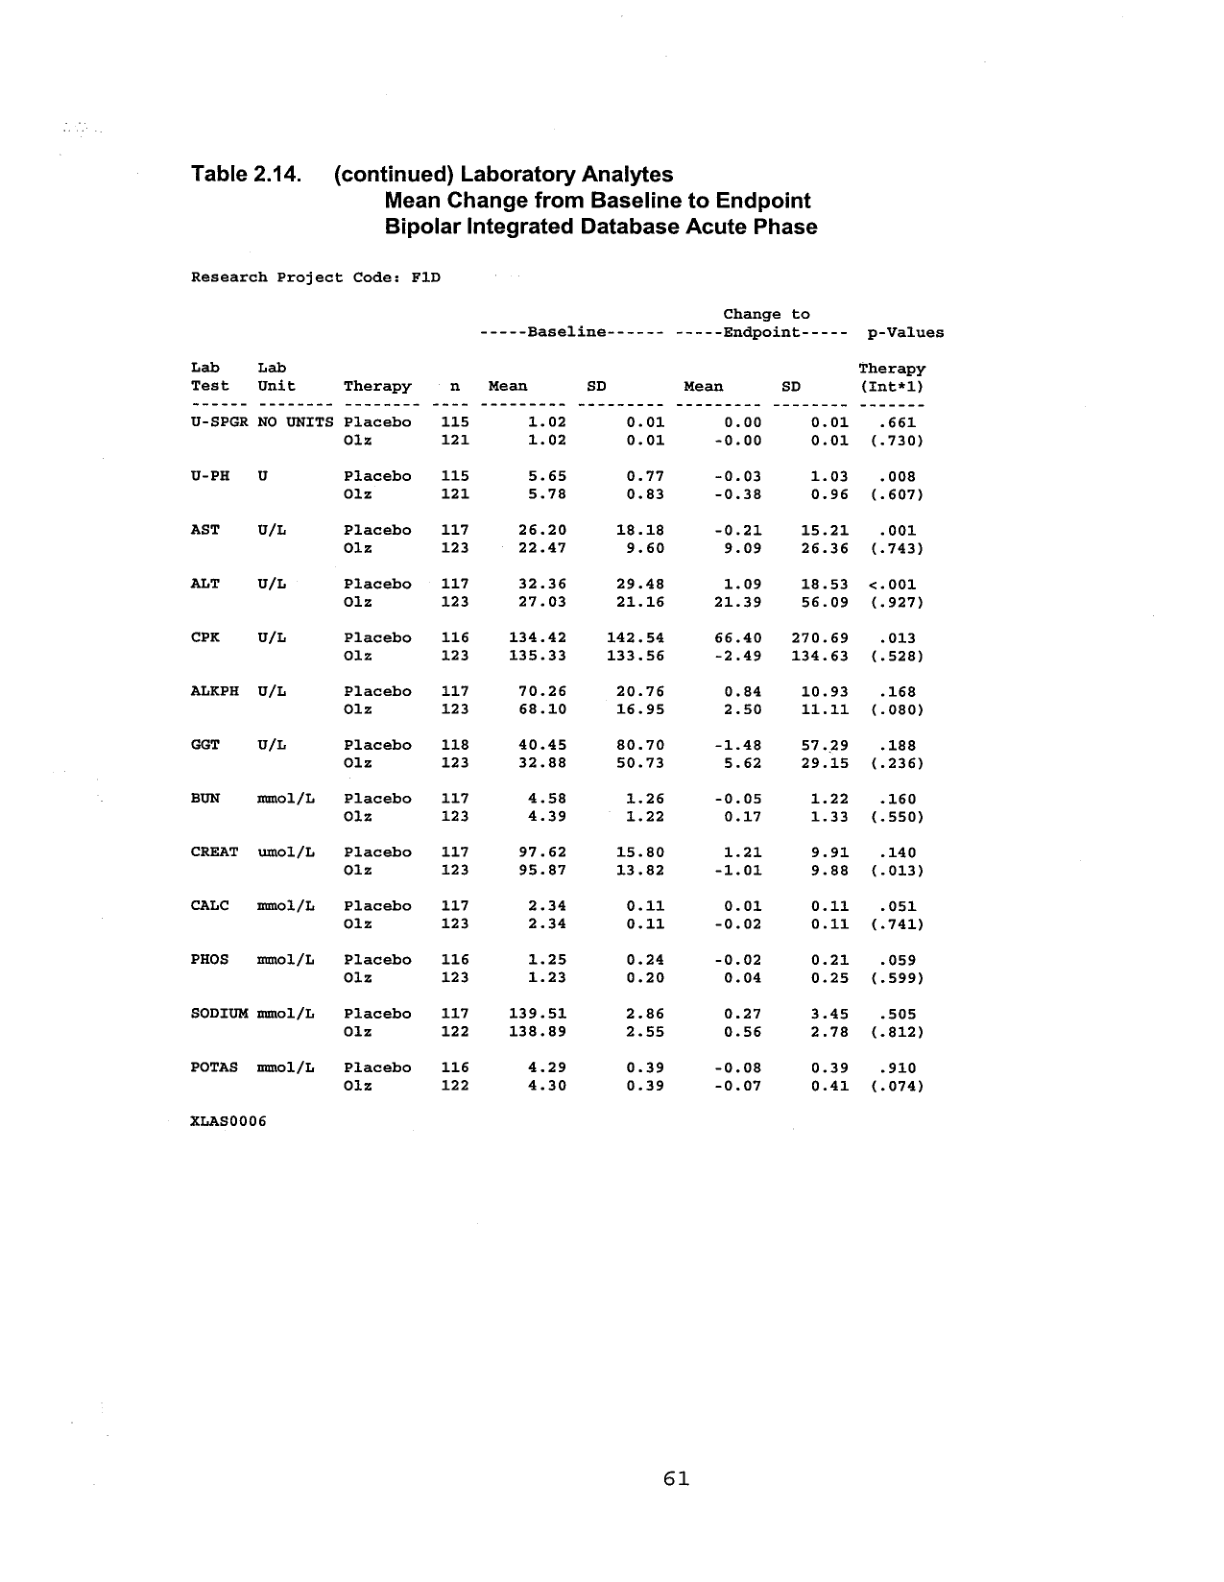 Table 2.14. (continued) Laboratory Analytes
Mean Change from Baseline to Endpoint
Bipolar Integrated Database Acute Phase
Research Project Code: F1D
Change to
-----Baseline------ -----Endpoint----- p-Values
Lab Lab Therapy
Test Unit Therapy n Mean SD Mean SD (Int*1)
------ -------- -------- ---- --------- --------- --------- -------- -------
U-SPGR NO UNITS Placebo 115 1.02 0.01 0.00 0.01 .661
Olz 121 1.02 0.01 -0.00 0.01 (.730)
U-PH U Placebo 115 5.65 0.77 -0.03 1.03 .008
Olz 121 5.78 0.83 -0.38 0.96 (.607)
AST U/L Placebo 117 26.20 18.18 -0.21 15.21 .001
Olz 123 22.47 9.60 9.09 26.36 (.743)
ALT U/L Placebo 117 32.36 29.48 1.09 18.53 <.001
Olz 123 27.03 21.16 21.39 56.09 (.927)
CPK U/L Placebo 116 134.42 142.54 66.40 270.69 .013
Olz 123 135.33 133.56 -2.49 134.63 (.528)
ALKPH U/L Placebo 117 70.26 20.76 0.84 10.93 .168
Olz 123 68.10 16.95 2.50 11.11 (.080)
GGT U/L Placebo 118 40.45 80.70 -1.48 57.29 .188
Olz 123 32.88 50.73 5.62 29.15 (.236)
BUN mmol/L Placebo 117 4.58 1.26 -0.05 1.22 .160
Olz 123 4.39 1.22 0.17 1.33 (.550)
CREAT umol/L Placebo 117 97.62 15.80 1.21 9.91 .140
Olz 123 95.87 13.82 -1.01 9.88 (.013)
CALC mmol/L Placebo 117 2.34 0.11 0.01 0.11 .051
Olz 123 2.34 0.11 -0.02 0.11 (.741)
PHOS mmol/L Placebo 116 1.25 0.24 -0.02 0.21 .059
Olz 123 1.23 0.20 0.04 0.25 (.599)
SODIUM mmol/L Placebo 117 139.51 2.86 0.27 3.45 .505
Olz 122 138.89 2.55 0.56 2.78 (.812)
POTAS mmol/L Placebo 116 4.29 0.39 -0.08 0.39 .910
Olz 122 4.30 0.39 -0.07 0.41 (.074)
XLAS0006
61